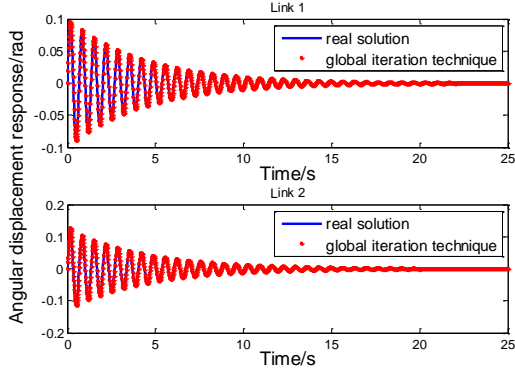 Link 1
0.1
0.05
0
-0.05
-0.1
0
5
10
15
20
25
real solution
global iteration technique
Time/s
Angular displacement response/rad
Link 2
0.2
0.1
0
-0.1
-0.2
0
5
10
15
20
25
real solution
global iteration technique
Time/s